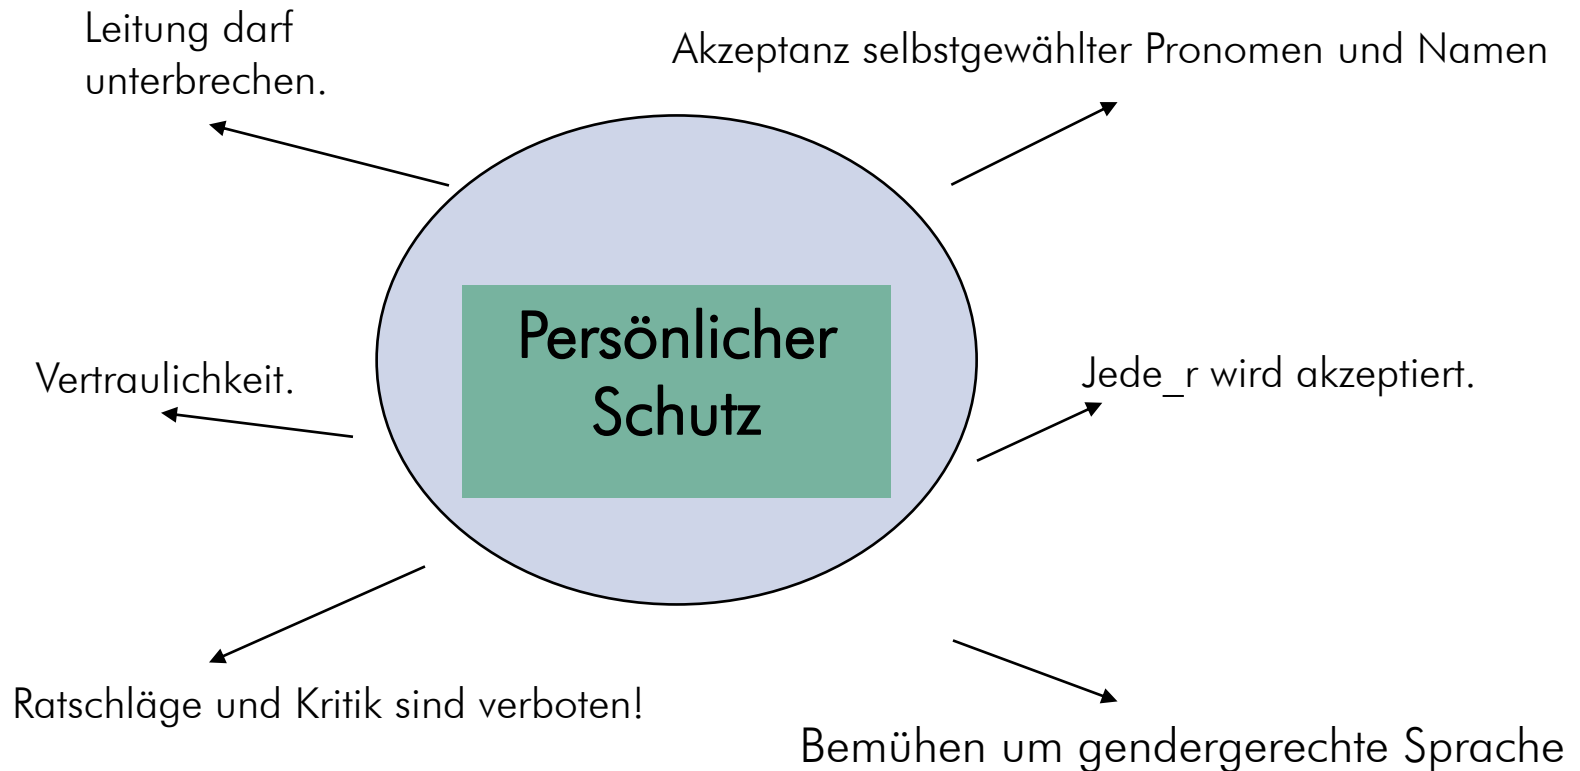 Leitung darf
unterbrechen.
Akzeptanz selbstgewählter Pronomen und Namen
Persönlicher
Schutz
Vertraulichkeit.
Jede_r wird akzeptiert.
Ratschläge und Kritik sind verboten!
Bemühen um gendergerechte Sprache